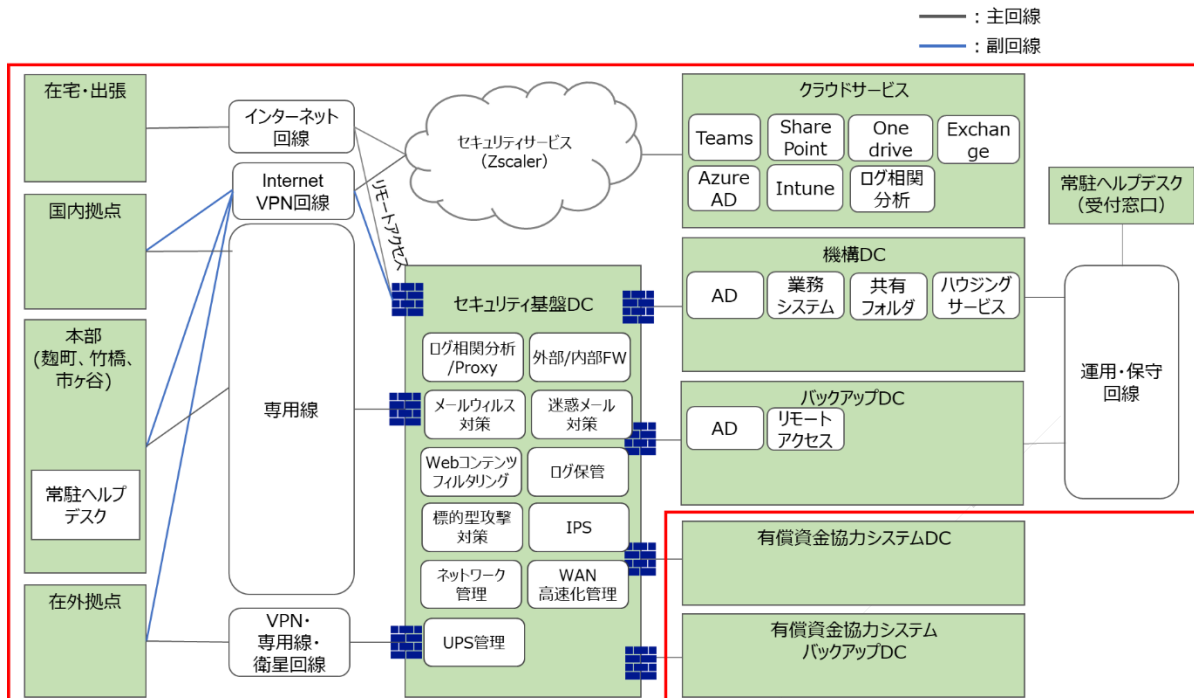 ：主回線
：副回線
在宅・出張
国内拠点
本部
(麹町、竹橋、
市ヶ谷)
常駐ヘルプ
デスク
在外拠点
インターネット
回線
Internet
VPN回線
専用線
VPN・
専用線・
衛星回線
リモートアクセス
セキュリティサービス
（Zscaler）
セキュリティ基盤DC
ログ相関分析
/Proxy
外部/内部FW
メールウィルス
対策
迷惑メール
対策
Webコンテンツ
フィルタリング
ログ保管
標的型攻撃
対策
IPS
ネットワーク
管理
WAN
高速化管理
UPS管理
クラウドサービス
Teams
Share
Point
One
drive
Exchan
ge
Azure
AD
Intune
ログ相関
分析
機構DC
AD
業務
システム
共有
フォルダ
ハウジング
サービス
バックアップDC
AD
リモート
アクセス
有償資金協力システムDC
有償資金協力システム
バックアップDC
常駐ヘルプデスク
（受付窓口）
運用・保守
回線